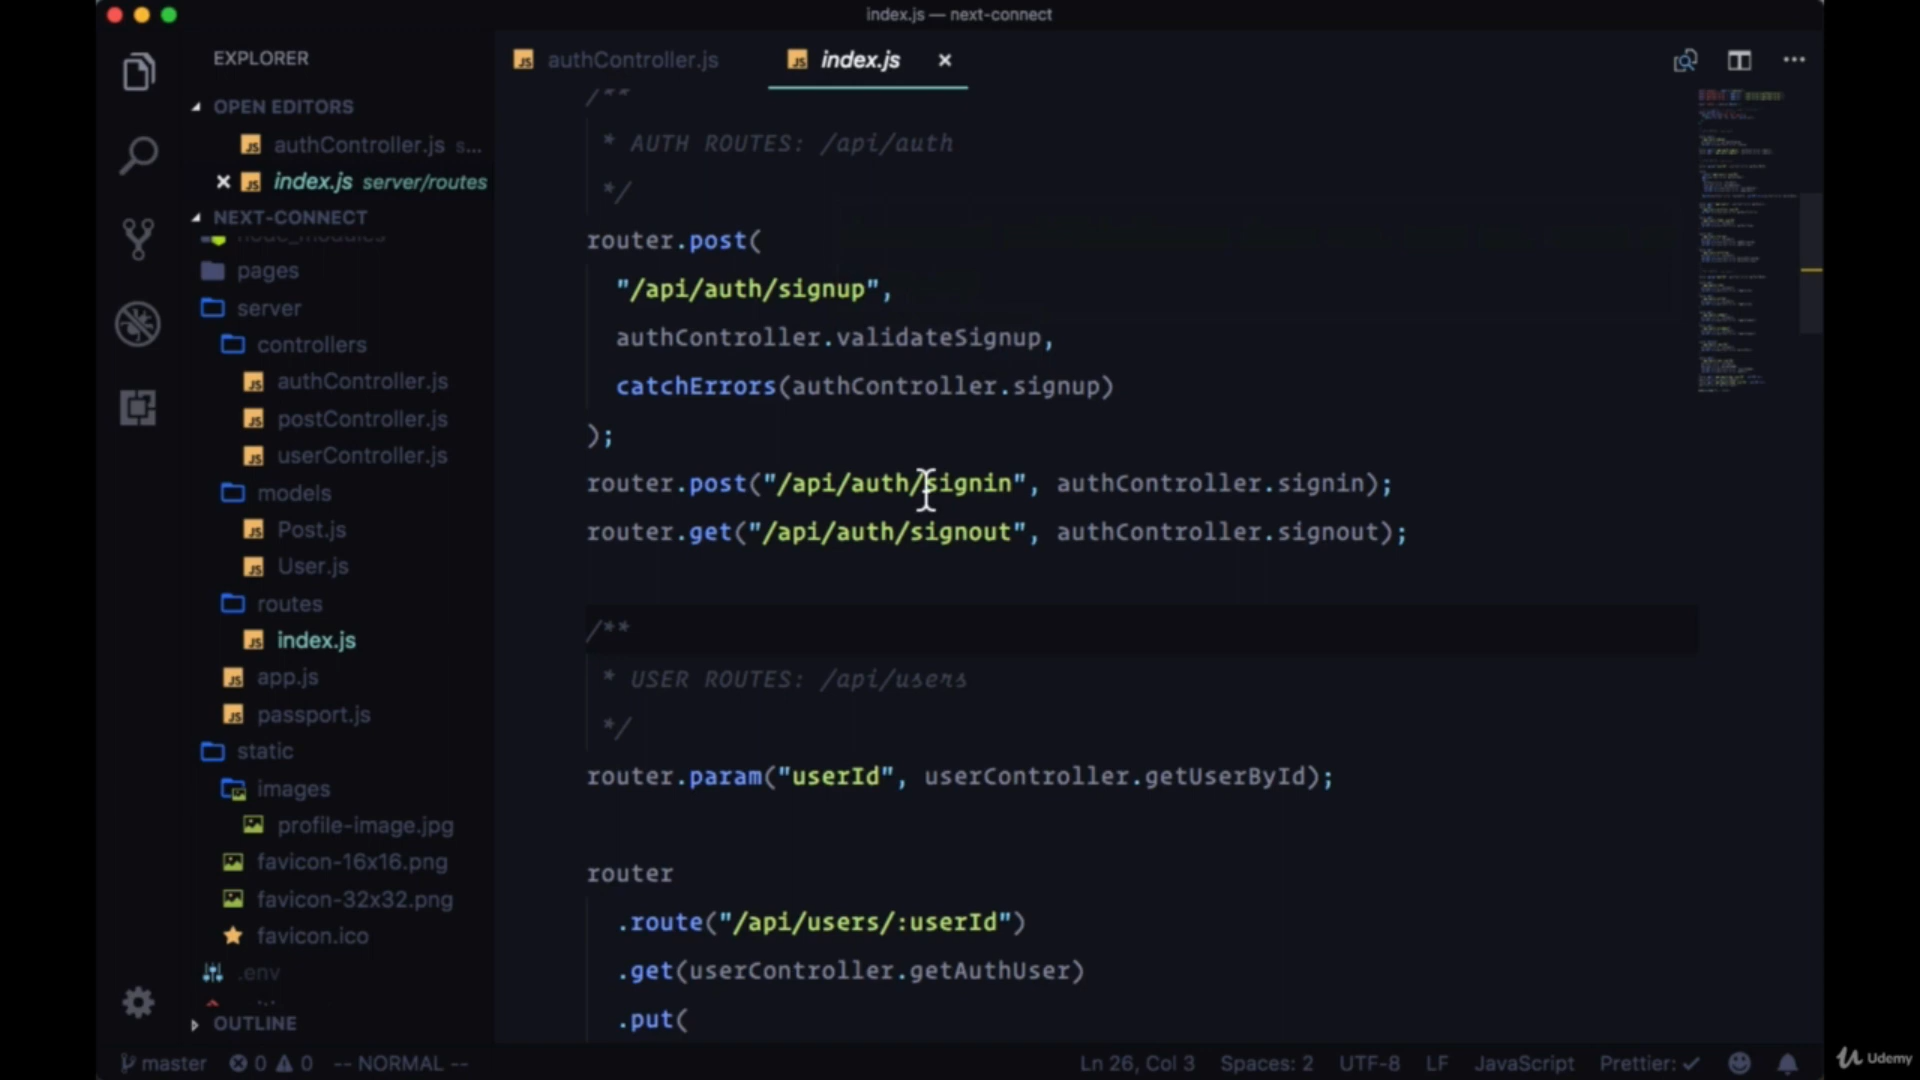 index.js — next-connect
EXPLORER
OPEN EDITORS
authController.js s...
index.js server/routes
NEXT-CONNECT
node_modules
pages
server
controllers
authController.js
postController.js
userController.js
models
Post.js
User.js
routes
index.js
app.js
passport.js
static
images
profile-image.jpg
favicon-16x16.png
favicon-32x32.png
favicon.ico
.env
OUTLINE
authController.js
index.js
/**
* AUTH ROUTES: /api/auth
*/
router.post(
"/api/auth/signup",
authController.validateSignup,
catchErrors(authController.signup)
);
router.post("/api/auth/signin", authController.signin);
router.get("/api/auth/signout", authController.signout);
/**
* USER ROUTES: /api/users
*/
router.param("userId", userController.getUserById);
router
.route("/api/users/:userId")
.get(userController.getAuthUser)
.put(
master 0 0 -- NORMAL --
Ln 26, Col 3 Spaces: 2 UTF-8 LF JavaScript Prettier: ✓
Udemy